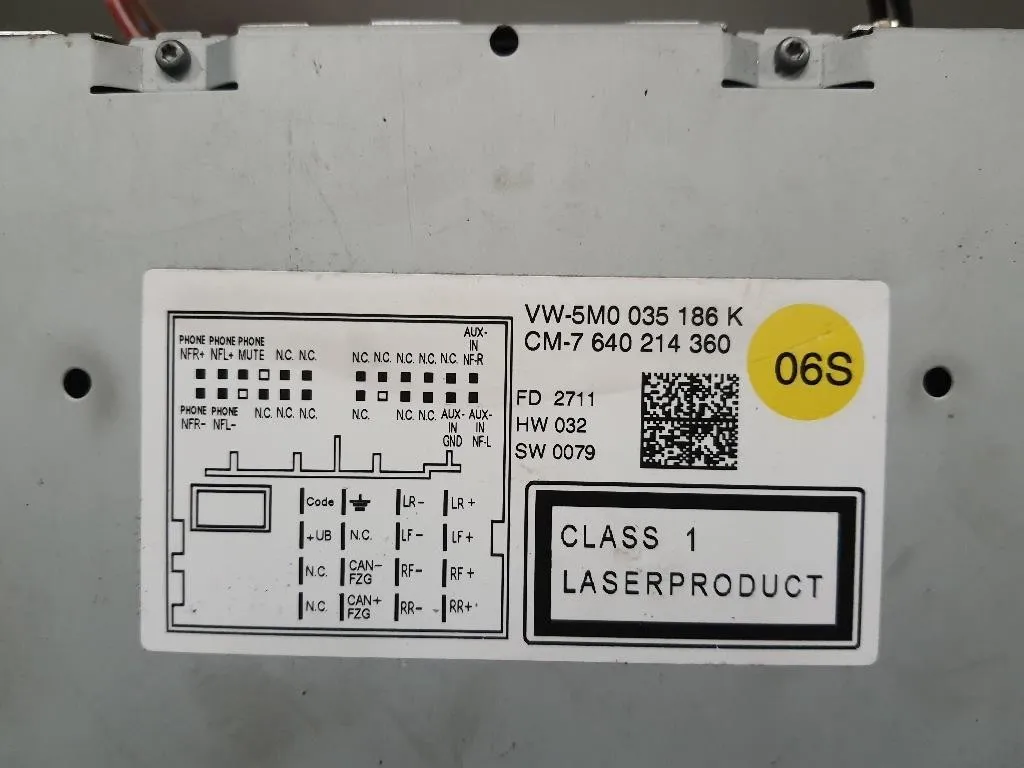 VW-5M0 035 186 K
CM-7 640 214 360
06S
FD 2711
HW 032
SW 0079
CLASS 1
LASERPRODUCT
PHONE PHONE PHONE AUX-
NFR+ NFL+ MUTE N.C. N.C. N.C. N.C. N.C. N.C. N.C. IN
NF-R
PHONE PHONE N.C. N.C. N.C. N.C. N.C. N.C. AUX- AUX-
NFR- NFL- IN IN
GND NF-L
Code LR- LR+
+UB N.C. LF- LF+
N.C. CAN- RF- RF+
FZG
N.C. CAN+ RR- RR+
FZG